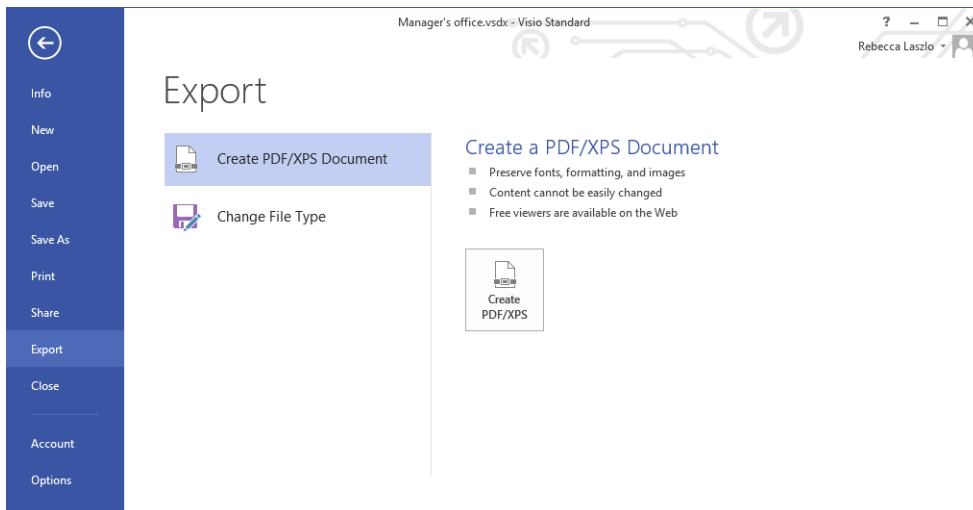 Manager's office.vsdx - Visio Standard
?
Rebecca Laszlo
Info
New
Open
Save
Save As
Print
Share
Export
Close
Account
Options
Export
Create PDF/XPS Document
Change File Type
Create a PDF/XPS Document
Preserve fonts, formatting, and images
Content cannot be easily changed
Free viewers are available on the Web
Create
PDF/XPS